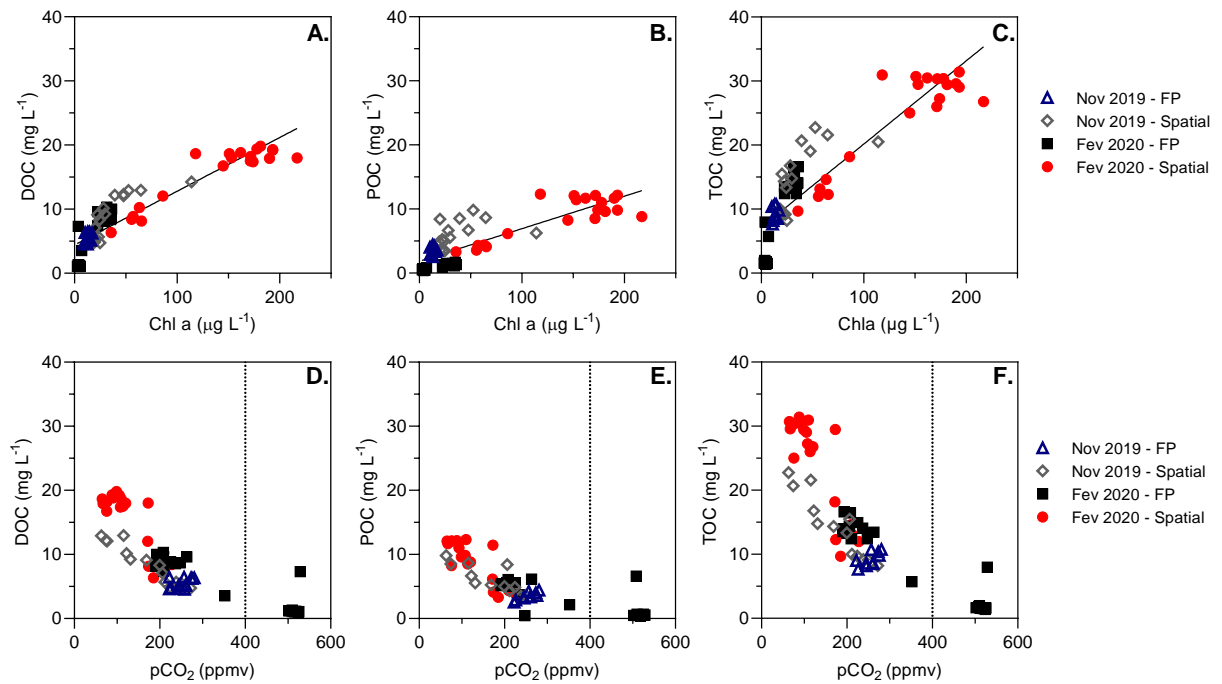 A.
B.
C.
40
30
20
10
0
DOC (mg L⁻¹)
0
100
200
Chl a (µg L⁻¹)
40
30
20
10
0
POC (mg L⁻¹)
0
100
200
Chl a (µg L⁻¹)
40
30
20
10
0
TOC (mg L⁻¹)
0
100
200
Chla (µg L⁻¹)
Nov 2019 - FP
Nov 2019 - Spatial
Fev 2020 - FP
Fev 2020 - Spatial
D.
E.
F.
40
30
20
10
0
DOC (mg L⁻¹)
0
200
400
600
pCO₂ (ppmv)
40
30
20
10
0
POC (mg L⁻¹)
0
200
400
600
pCO₂ (ppmv)
40
30
20
10
0
TOC (mg L⁻¹)
0
200
400
600
pCO₂ (ppmv)
Nov 2019 - FP
Nov 2019 - Spatial
Fev 2020 - FP
Fev 2020 - Spatial